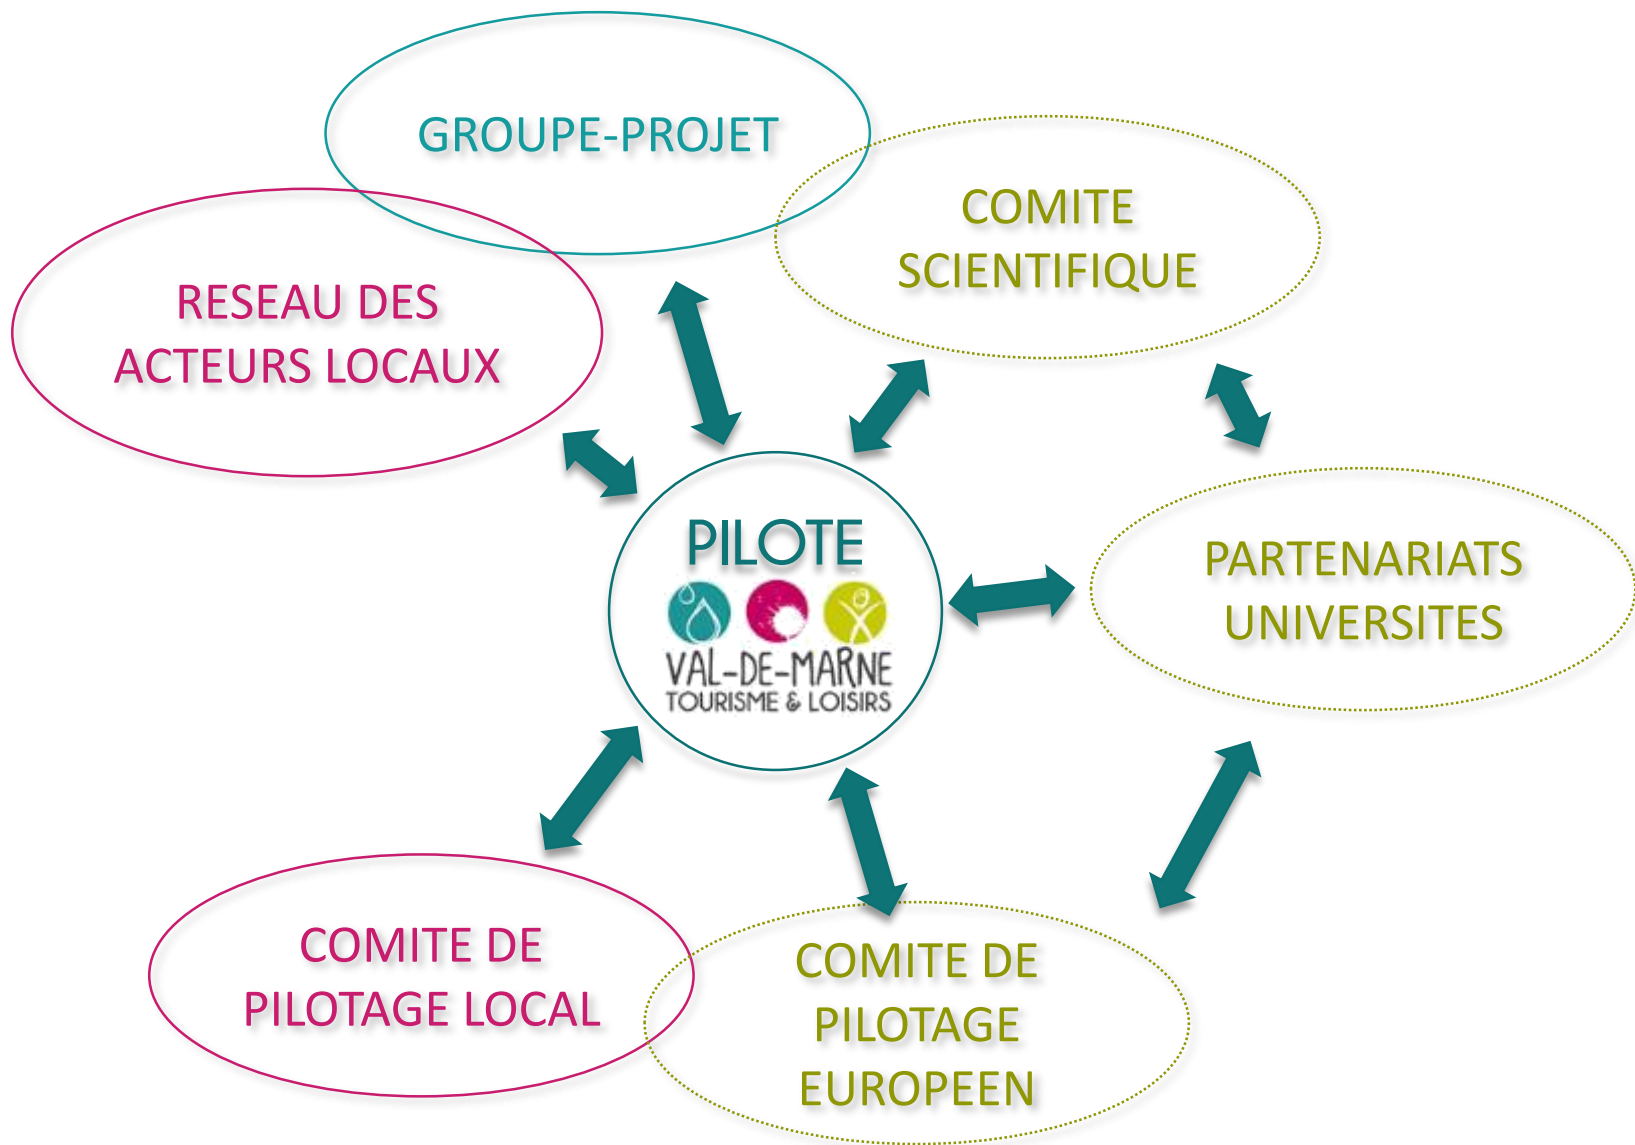 GROUPE-PROJET
COMITE
SCIENTIFIQUE
RESEAU DES
ACTEURS LOCAUX
PILOTE
VAL-DE-MARNE
TOURISME & LOISIRS
PARTENARIATS
UNIVERSITES
COMITE DE
PILOTAGE LOCAL
COMITE DE
PILOTAGE
EUROPEEN